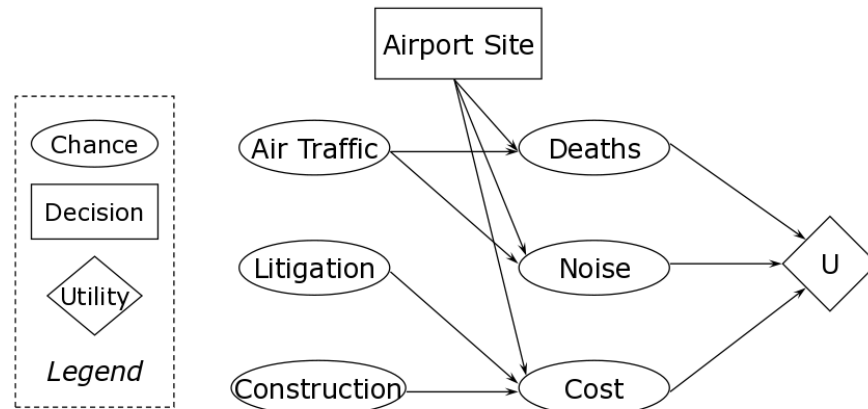 Airport Site
Chance
Air Traffic
Deaths
Decision
Litigation
Noise
U
Utility
Legend
Construction
Cost